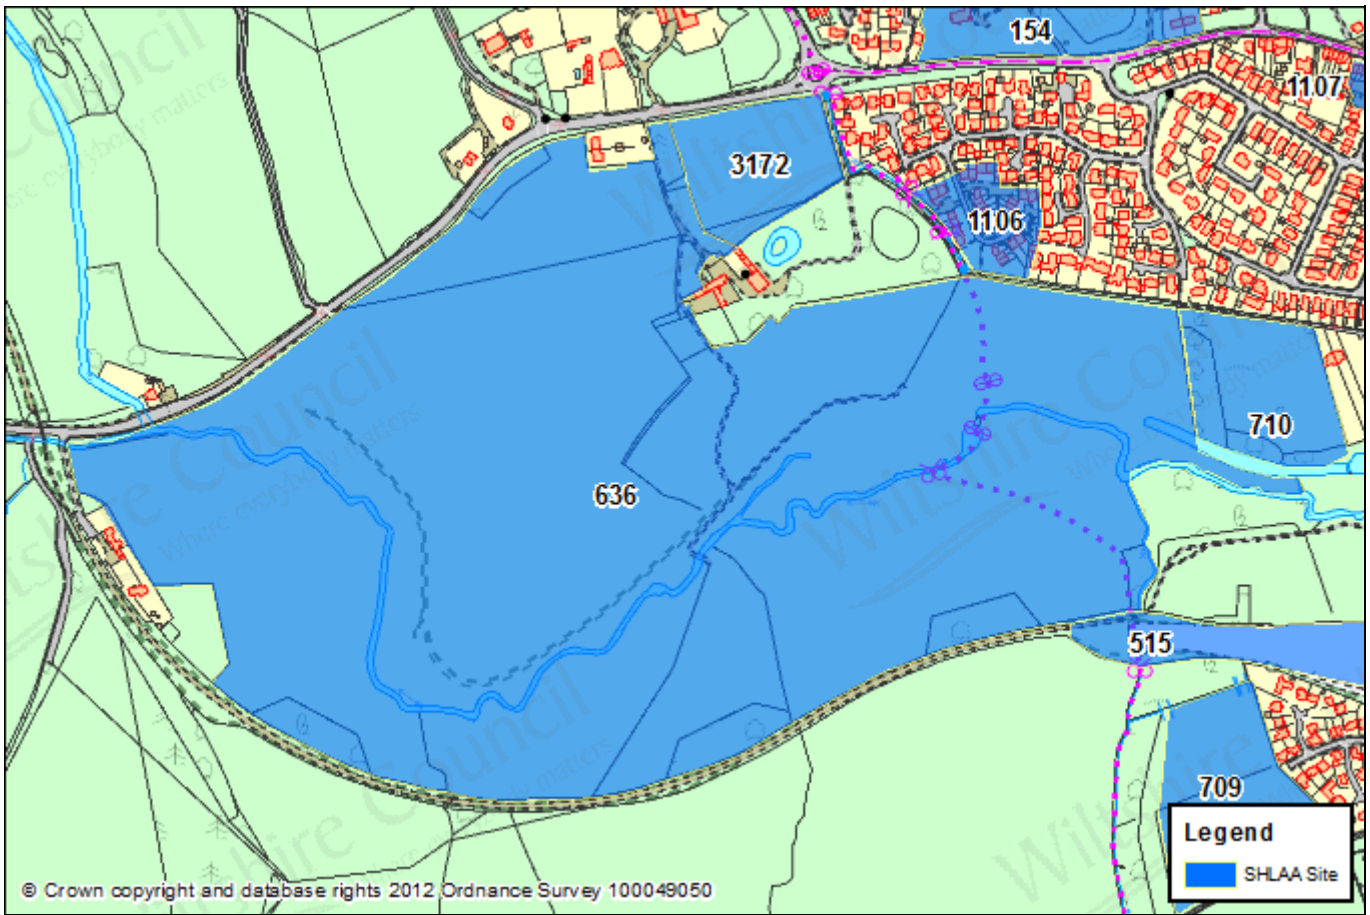 154
1107
3172
1106
710
636
515
709
Legend
SHLAA Site
© Crown copyright and database rights 2012 Ordnance Survey 100049050
Wiltshire Council
Where everybody matters